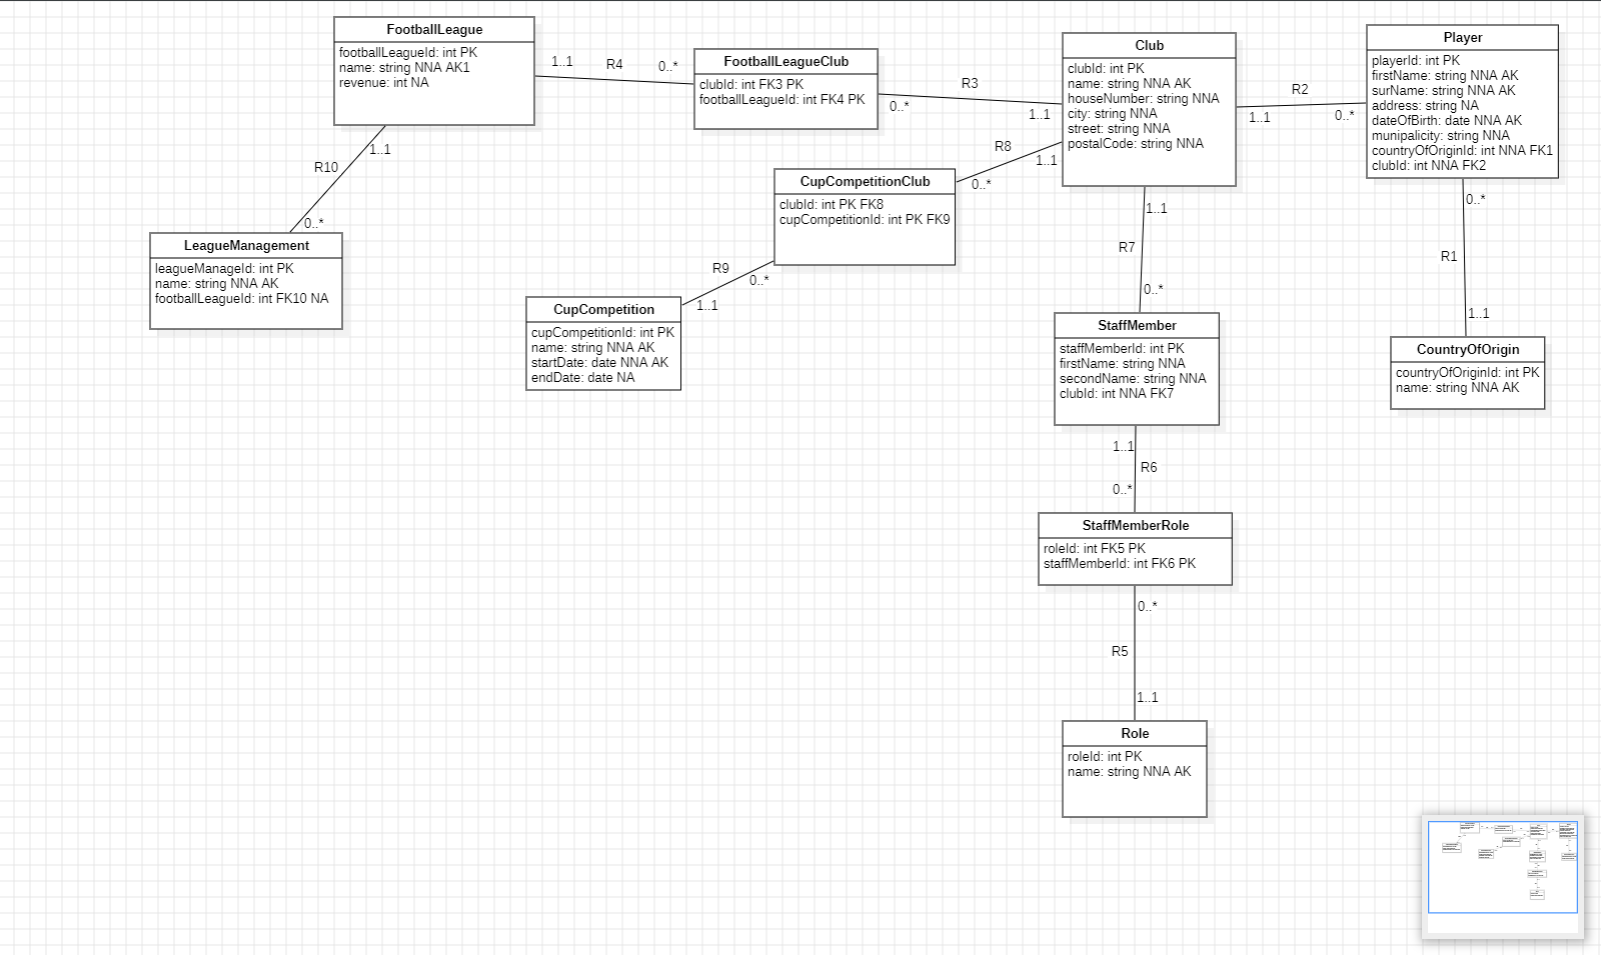 FootballLeague
footballLeagueId: int PK
name: string NNA AK1
revenue: int NA
1..1
R4
0..*
FootballLeagueClub
clubId: int FK3 PK
footballLeagueId: int FK4 PK
0..*
R3
1..1
Club
clubId: int PK
name: string NNA AK
houseNumber: string NNA
city: string NNA
street: string NNA
postalCode: string NNA
1..1
R2
0..*
Player
playerId: int PK
firstName: string NNA AK
surName: string NNA AK
address: string NA
dateOfBirth: date NNA AK
munipalicity: string NNA
countryOfOriginId: int NNA FK1
clubId: int NNA FK2
1..1
R10
0..*
LeagueManagement
leagueManageId: int PK
name: string NNA AK
footballLeagueId: int FK10 NA
R8
1..1
0..*
CupCompetitionClub
clubId: int PK FK8
cupCompetitionId: int PK FK9
R9
0..*
1..1
CupCompetition
cupCompetitionId: int PK
name: string NNA AK
startDate: date NNA AK
endDate: date NA
1..1
R7
0..*
StaffMember
staffMemberId: int PK
firstName: string NNA
secondName: string NNA
clubId: int NNA FK7
0..*
R1
1..1
CountryOfOrigin
countryOfOriginId: int PK
name: string NNA AK
1..1
R6
0..*
StaffMemberRole
roleId: int FK5 PK
staffMemberId: int FK6 PK
0..*
R5
1..1
Role
roleId: int PK
name: string NNA AK